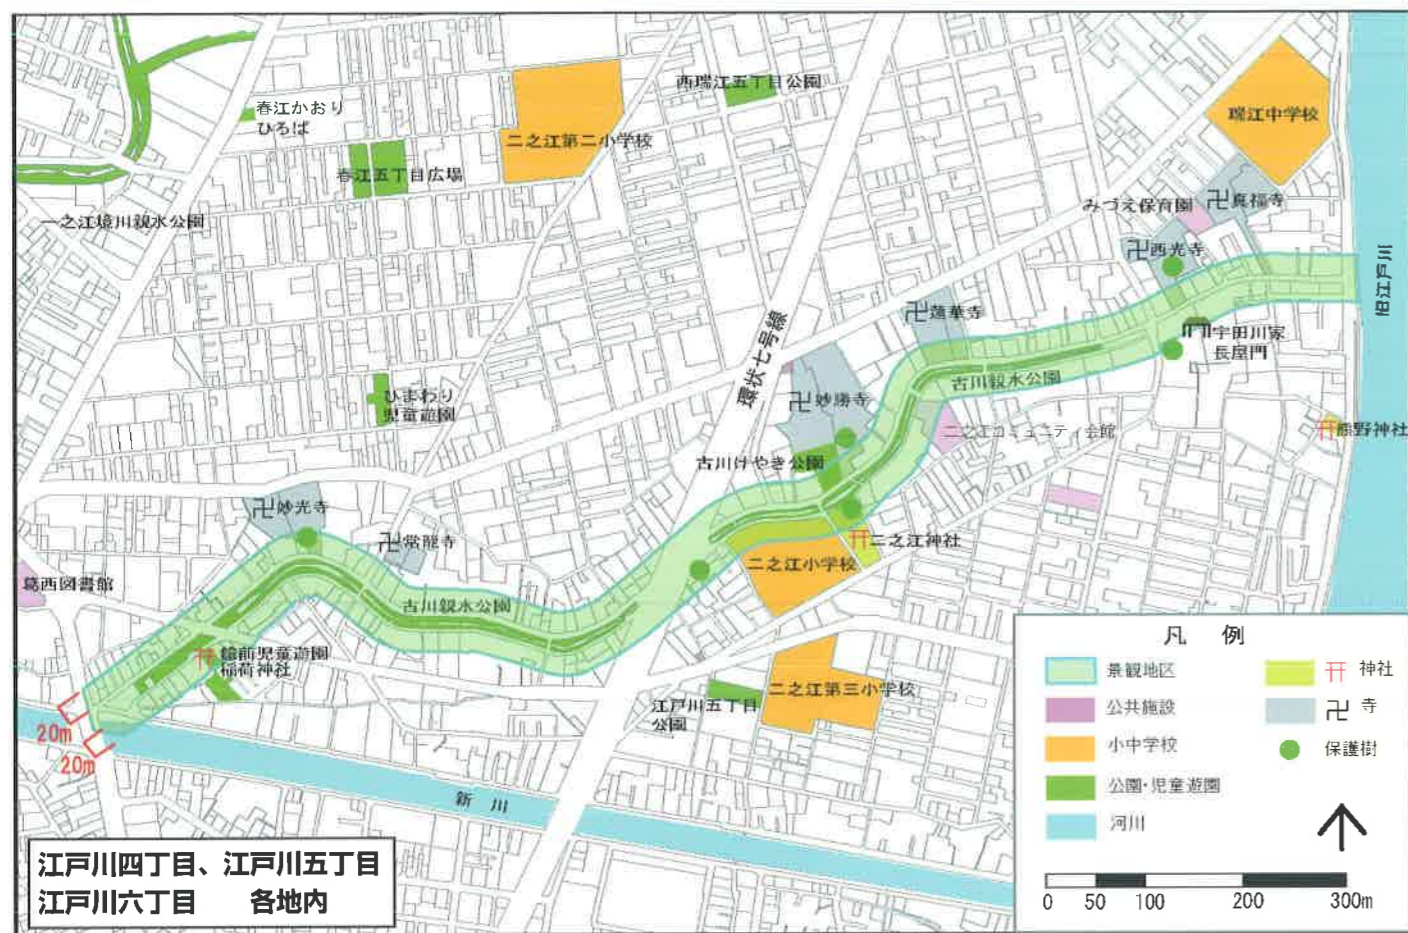 西瑞江五丁目公園
春江かおり
ひろば
二之江第二小学校
瑞江中学校
春江五丁目広場
みづえ保育園
卍真福寺
一之江境川親水公園
卍西光寺
旧江戸川
卍蓮華寺
宇田川家
長屋門
環状七号線
古川親水公園
ひまわり
児童遊園
卍妙勝寺
二之江コミュニティ会館
熊野神社
古川けやき公園
卍妙光寺
卍常龍寺
二之江神社
二之江小学校
葛西図書館
古川親水公園
児童遊園
稲荷神社
二之江第三小学校
江戸川五丁目
公園
20m
20m
新川
凡 例
景観地区
神社
公共施設
卍 寺
小中学校
保護樹
公園・児童遊園
河川
0 50 100 200 300m
江戸川四丁目、江戸川五丁目
江戸川六丁目 各地内